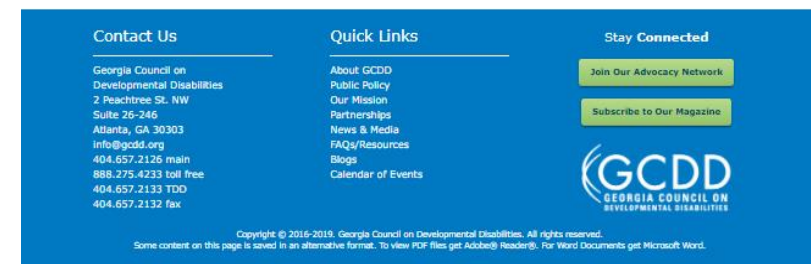 Contact Us
Georgia Council on
Developmental Disabilities
2 Peachtree St. NW
Suite 26-246
Atlanta, GA 30303
info@gcdd.org
404.657.2126 main
888.275.4233 toll free
404.657.2133 TDD
404.657.2132 fax
Quick Links
About GCDD
Public Policy
Our Mission
Partnerships
News & Media
FAQs/Resources
Blogs
Calendar of Events
Stay Connected
Join Our Advocacy Network
Subscribe to Our Magazine
GCDD
GEORGIA COUNCIL ON
DEVELOPMENTAL DISABILITIES
Copyright © 2016-2019. Georgia Council on Developmental Disabilities. All rights reserved.
Some content on this page is saved in an alternative format. To view PDF files get Adobe® Reader®. For Word Documents get Microsoft Word.